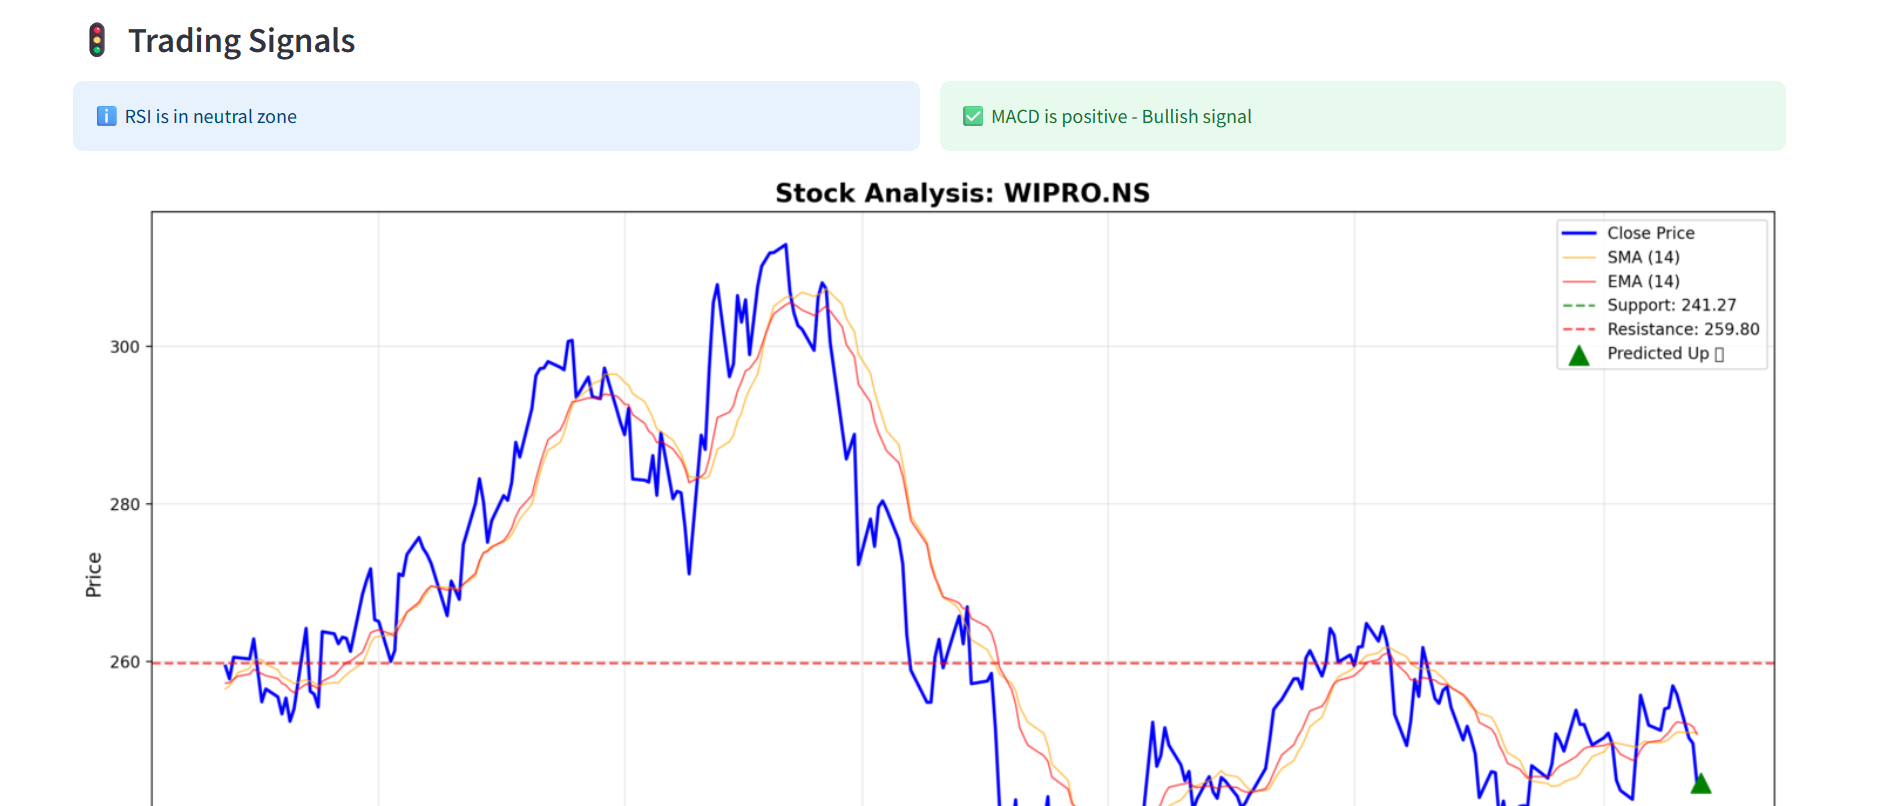 Trading Signals
RSI is in neutral zone
MACD is positive - Bullish signal
Stock Analysis: WIPRO.NS
Close Price
SMA (14)
EMA (14)
Support: 241.27
Resistance: 259.80
Predicted Up
300
280
260
Price